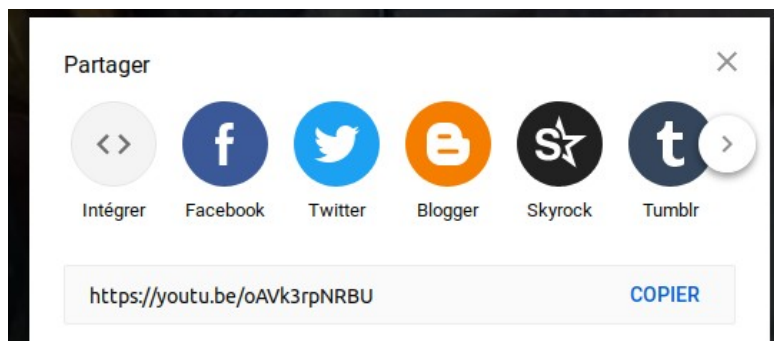 Partager
Intégrer Facebook Twitter Blogger Skyrock Tumblr
https://youtu.be/oAVk3rpNRBU COPIER